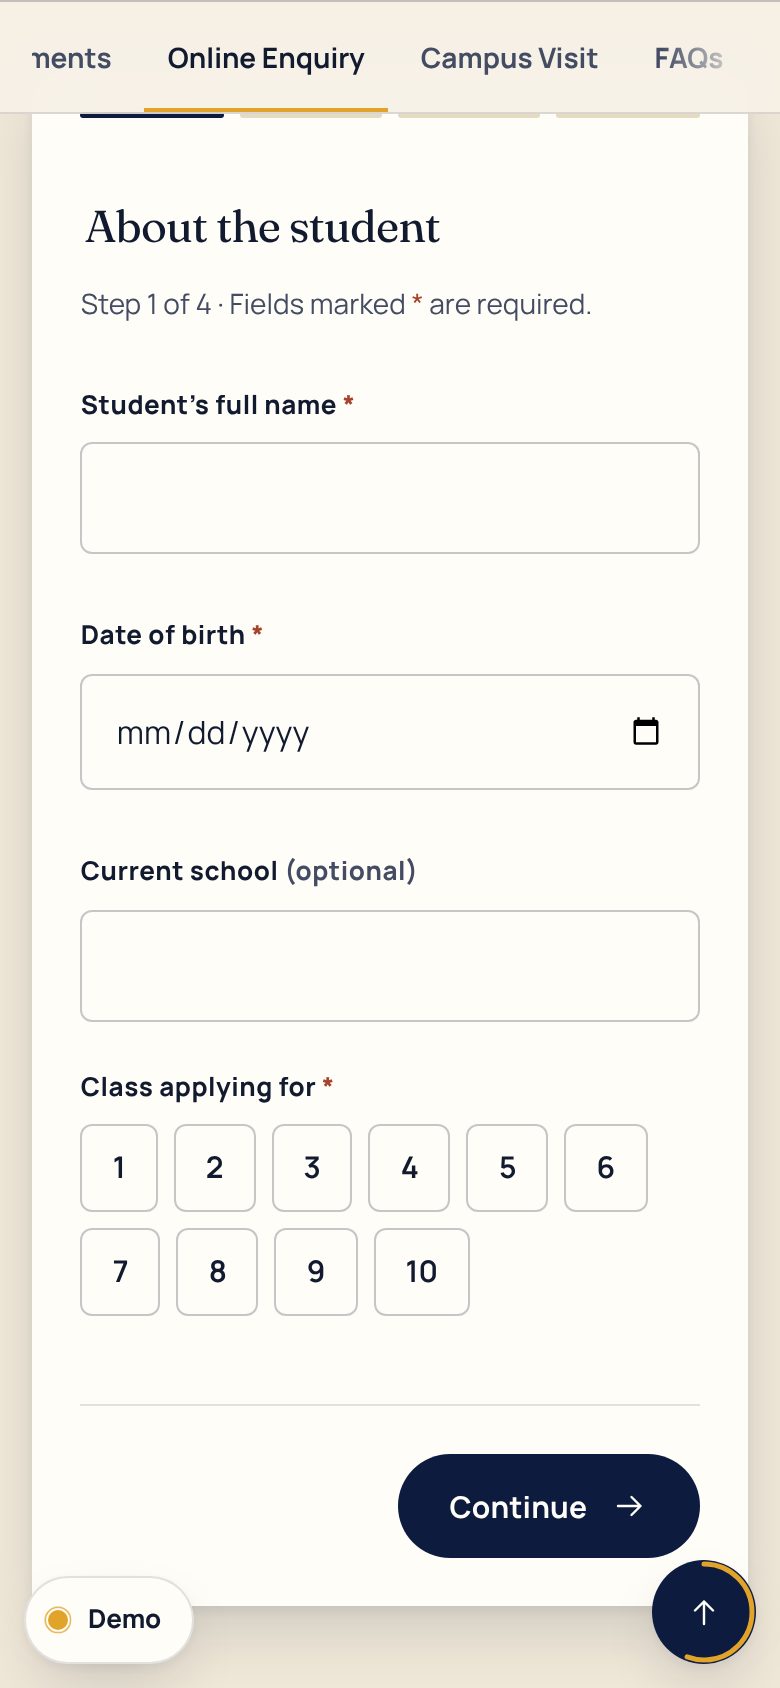 ments Online Enquiry Campus Visit FAQs
About the student
Step 1 of 4 · Fields marked * are required.
Student's full name *
Date of birth *
mm/dd/yyyy
Current school (optional)
Class applying for *
1 2 3 4 5 6
7 8 9 10
Continue →
Demo ↑